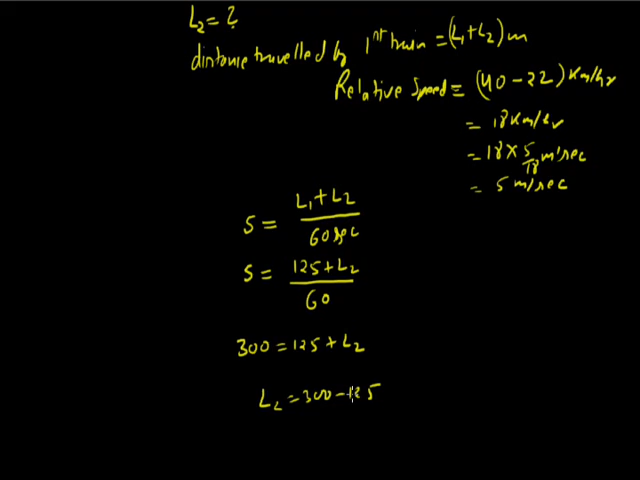 L₂ = ?
distance travelled by 1st train = (L₁+L₂) m
Relative Speed = (40 - 22) Km/hr
= 18 Km/hr
= 18 × 5/18 m/sec
= 5 m/sec
5 = L₁ + L₂ / 60 sec
5 = 125 + L₂ / 60
300 = 125 + L₂
L₂ = 300 - 125